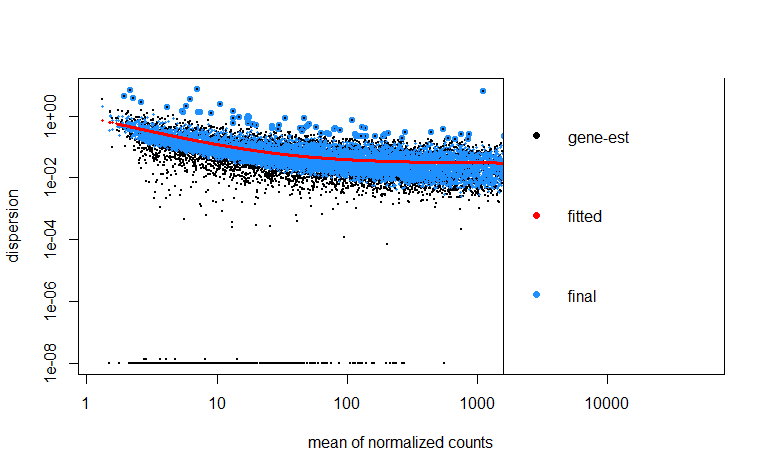 dispersion
1e+00
1e-02
1e-04
1e-06
1e-08
gene-est
fitted
final
1
10
100
1000
10000
mean of normalized counts